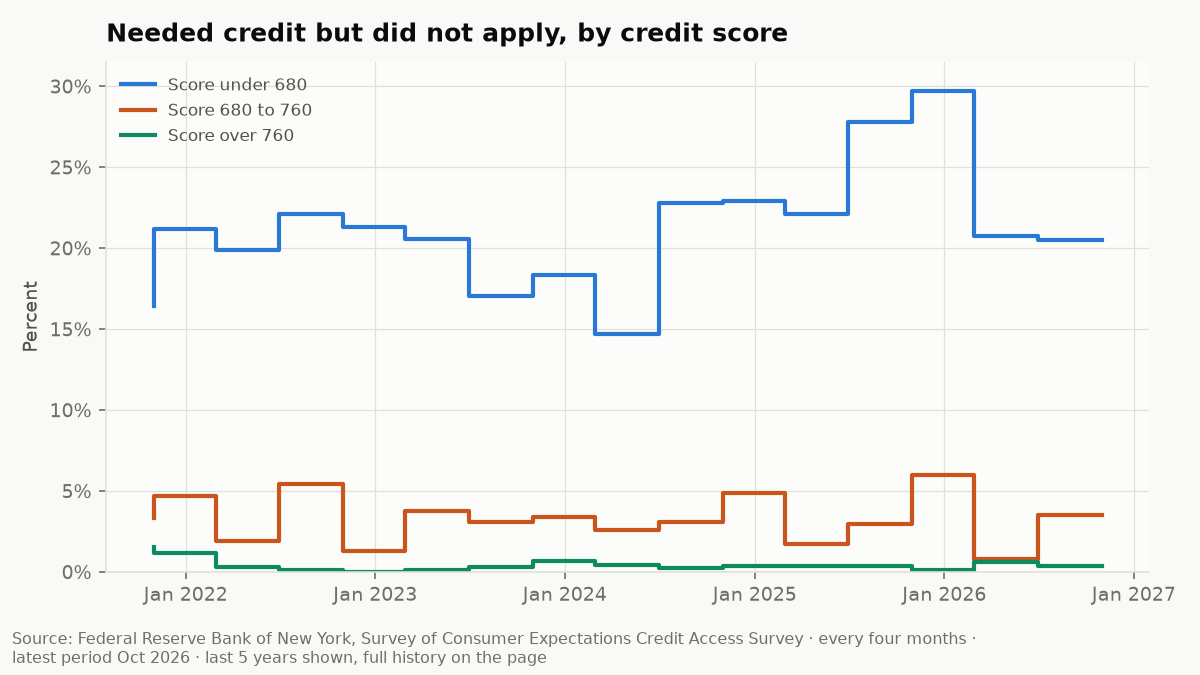 Needed credit but did not apply, by credit score
Score under 680
Score 680 to 760
Score over 760
Percent
30%
25%
20%
15%
10%
5%
0%
Jan 2022
Jan 2023
Jan 2024
Jan 2025
Jan 2026
Jan 2027
Source: Federal Reserve Bank of New York, Survey of Consumer Expectations Credit Access Survey · every four months ·
latest period Oct 2026 · last 5 years shown, full history on the page